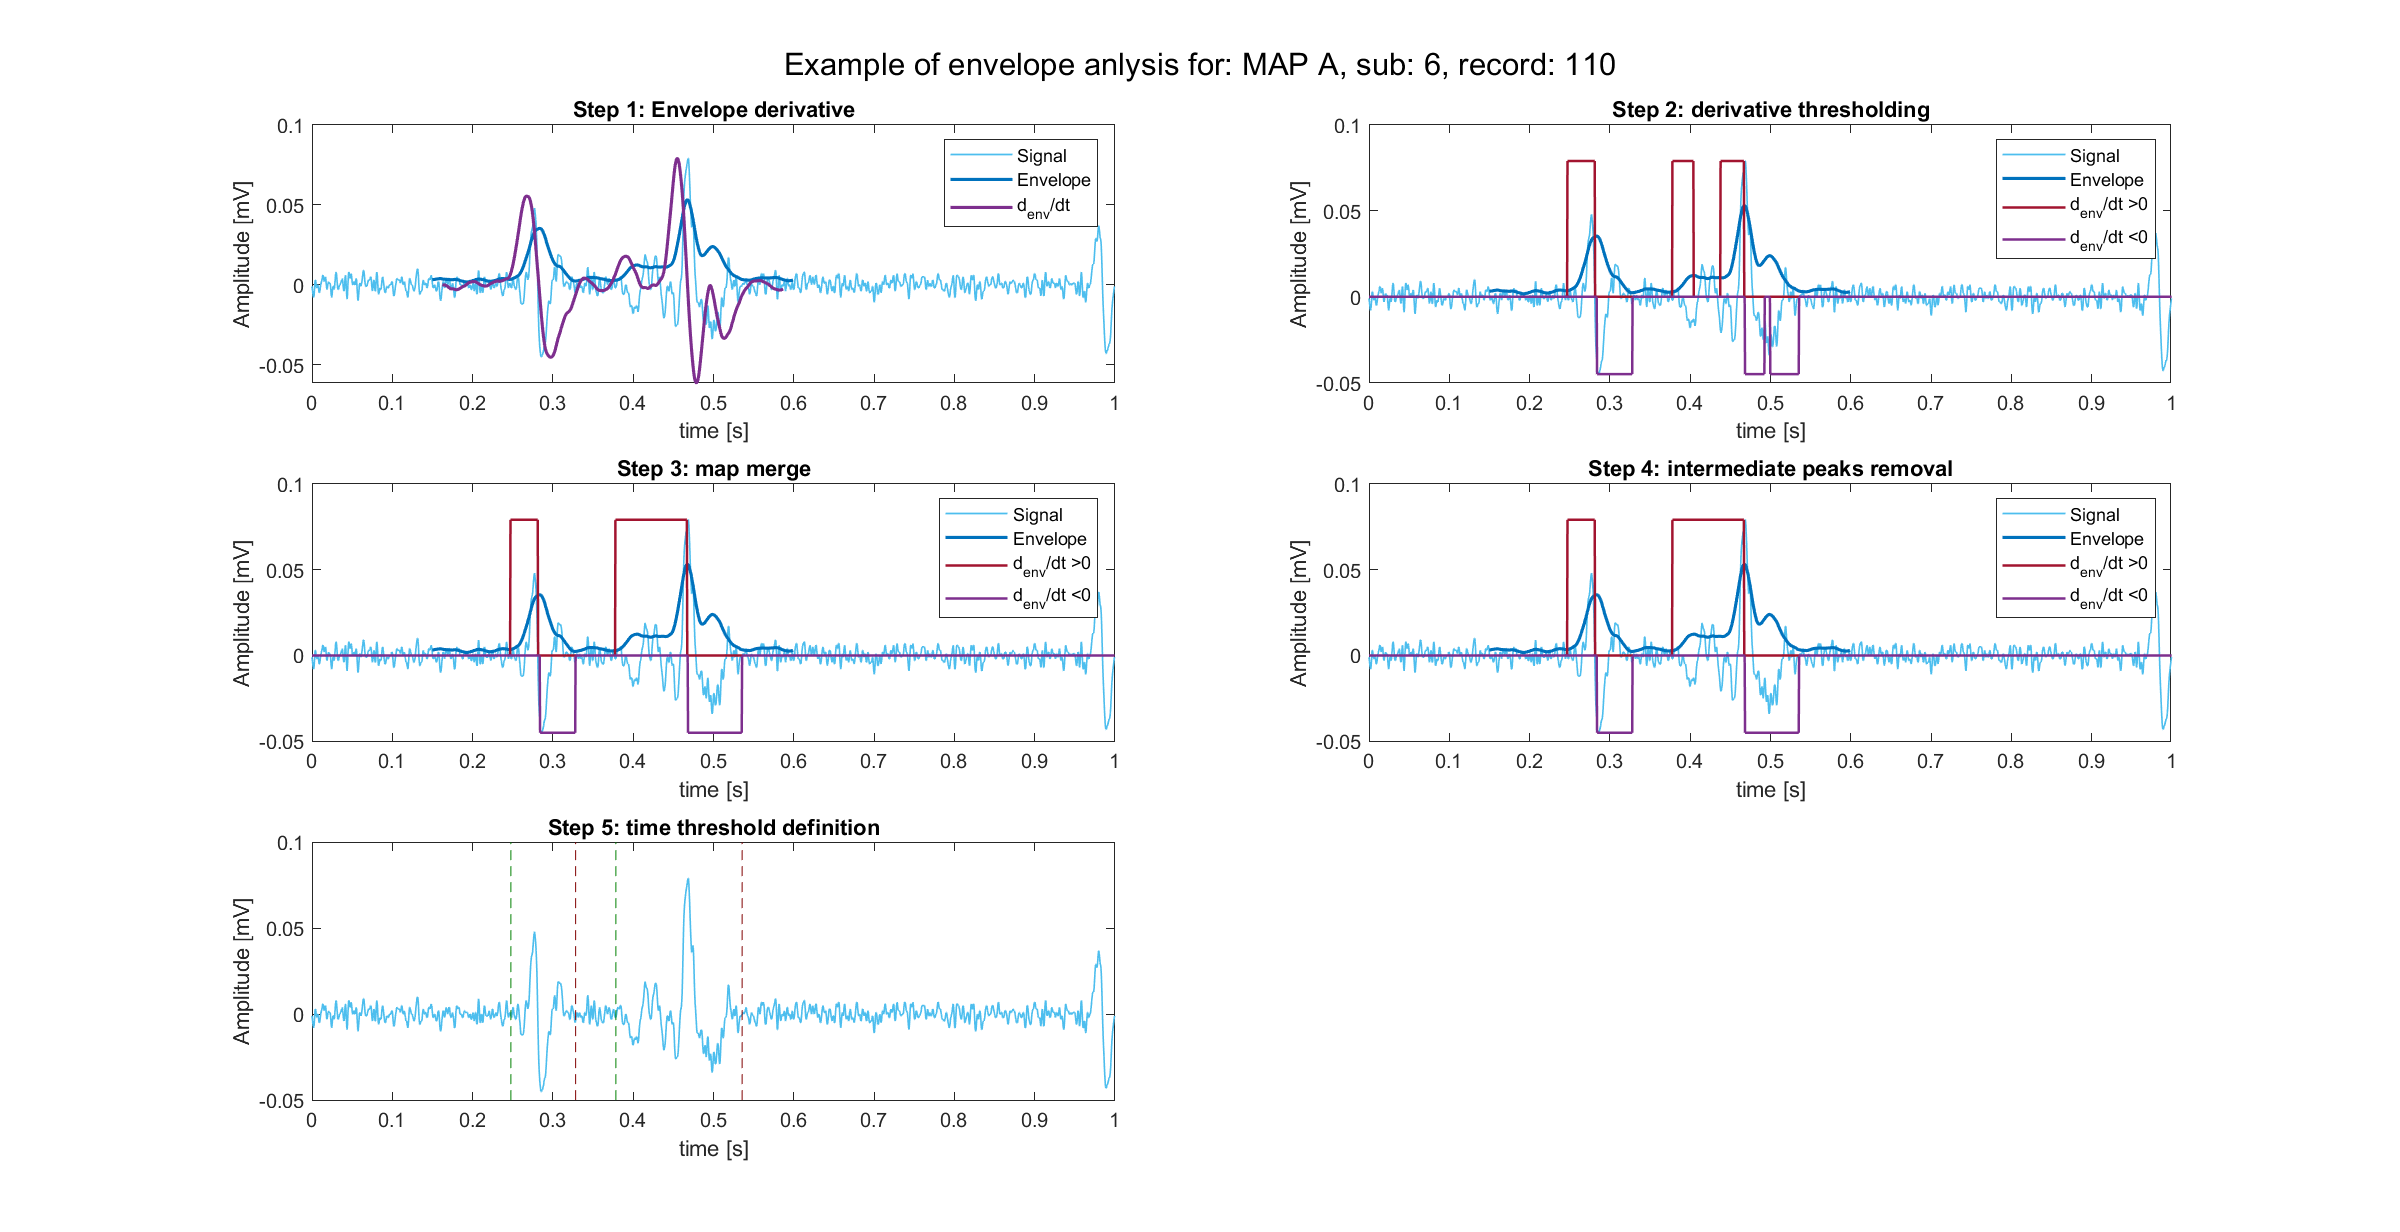 Example of envelope anlysis for: MAP A, sub: 6, record: 110
Step 1: Envelope derivative
0.1
0.05
0
-0.05
Amplitude [mV]
0 0.1 0.2 0.3 0.4 0.5 0.6 0.7 0.8 0.9 1
time [s]
Signal
Envelope
d_env/dt
Step 2: derivative thresholding
0.1
0.05
0
-0.05
Amplitude [mV]
0 0.1 0.2 0.3 0.4 0.5 0.6 0.7 0.8 0.9 1
time [s]
Signal
Envelope
d_env/dt >0
d_env/dt <0
Step 3: map merge
0.1
0.05
0
-0.05
Amplitude [mV]
0 0.1 0.2 0.3 0.4 0.5 0.6 0.7 0.8 0.9 1
time [s]
Signal
Envelope
d_env/dt >0
d_env/dt <0
Step 4: intermediate peaks removal
0.1
0.05
0
-0.05
Amplitude [mV]
0 0.1 0.2 0.3 0.4 0.5 0.6 0.7 0.8 0.9 1
time [s]
Signal
Envelope
d_env/dt >0
d_env/dt <0
Step 5: time threshold definition
0.1
0.05
0
-0.05
Amplitude [mV]
0 0.1 0.2 0.3 0.4 0.5 0.6 0.7 0.8 0.9 1
time [s]